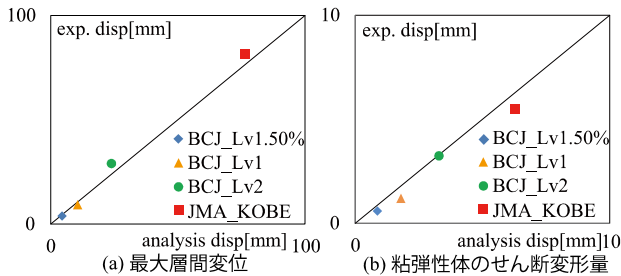 100
exp. disp[mm]
BCJ_Lv1.50%
BCJ_Lv1
BCJ_Lv2
JMA_KOBE
0
0
analysis disp[mm]
100
(a) 最大層間変位
10
exp. disp[mm]
BCJ_Lv1.50%
BCJ_Lv1
BCJ_Lv2
JMA_KOBE
0
0
analysis disp[mm]10
(b) 粘弾性体のせん断変形量